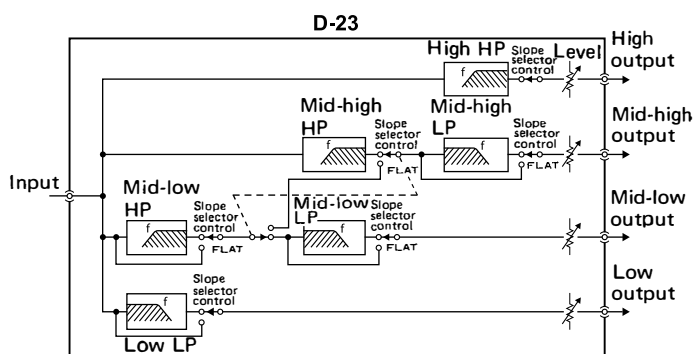 D-23
High HP
Slope
selector
control
Level
High
output
Mid-high
HP
Slope
selector
control
FLAT
Mid-high
LP
Slope
selector
control
FLAT
Mid-high
output
Input
Mid-low
HP
Slope
selector
control
FLAT
Mid-low
LP
Slope
selector
control
FLAT
Mid-low
output
Slope
selector
control
Low LP
Low
output
f
f
f
f
f
f